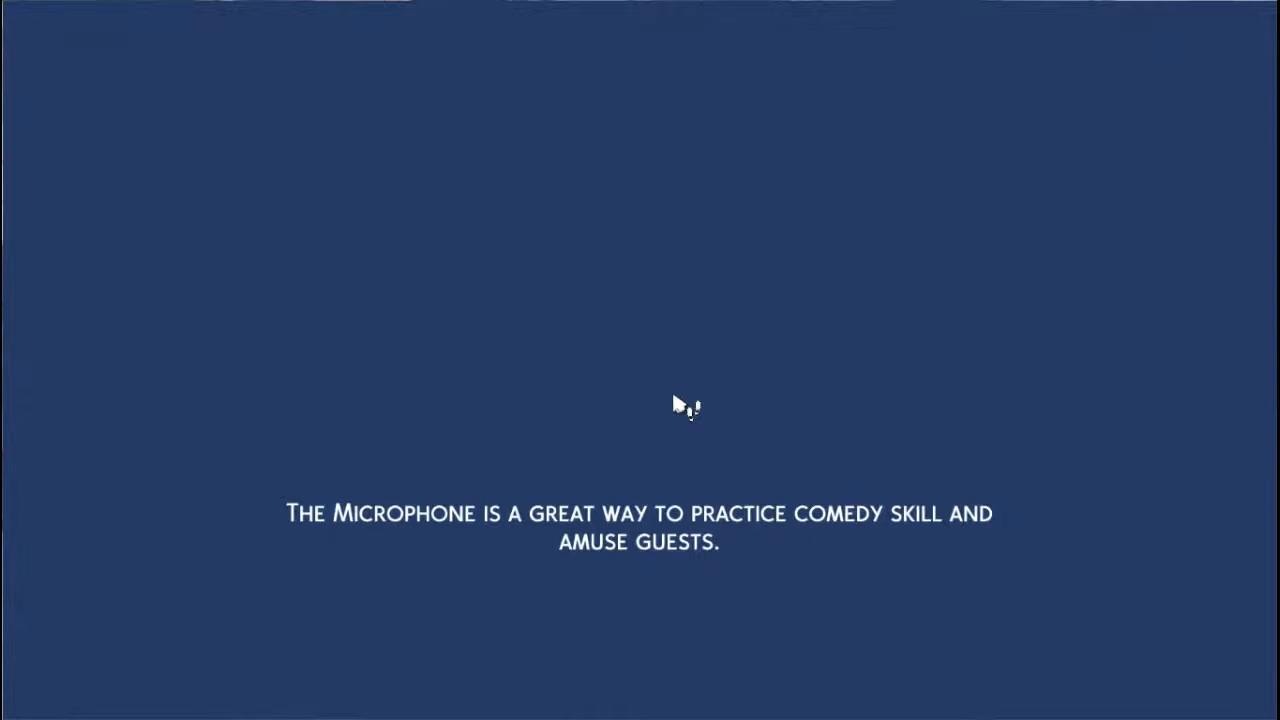 The Microphone is a great way to practice comedy skill and
amuse guests.